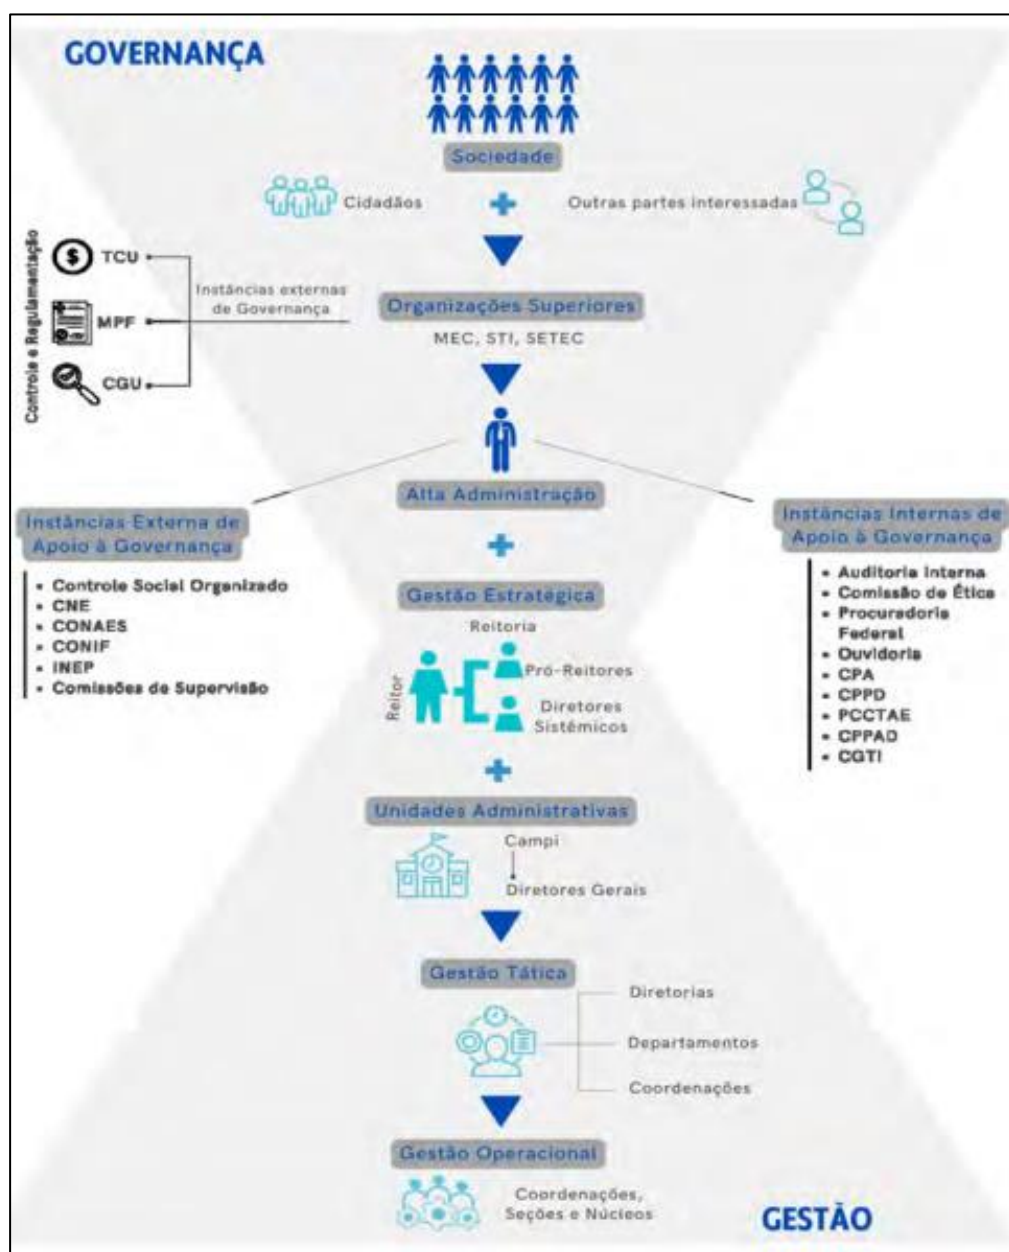 GOVERNANÇA
Sociedade
Cidadãos
Outras partes interessadas
Controle e Regulamentação
TCU
MPF
CGU
Instâncias externas
de Governança
Organizações Superiores
MEC, STI, SETEC
Alta Administração
Instâncias Externa de
Apoio à Governança
• Controle Social Organizado
• CNE
• CONAES
• CONIF
• INEP
• Comissões de Supervisão
Instâncias Internas de
Apoio à Governança
• Auditoria Interna
• Comissão de Ética
• Procuradoria
Federal
• Ouvidoria
• CPA
• CPPD
• PCCTAE
• CPPAD
• CGTI
Gestão Estratégica
Reitoria
Reitor
Pró-Reitores
Diretores
Sistêmicos
Unidades Administrativas
Campi
Diretores Gerais
Gestão Tática
Diretorias
Departamentos
Coordenações
Gestão Operacional
Coordenações,
Seções e Núcleos
GESTÃO